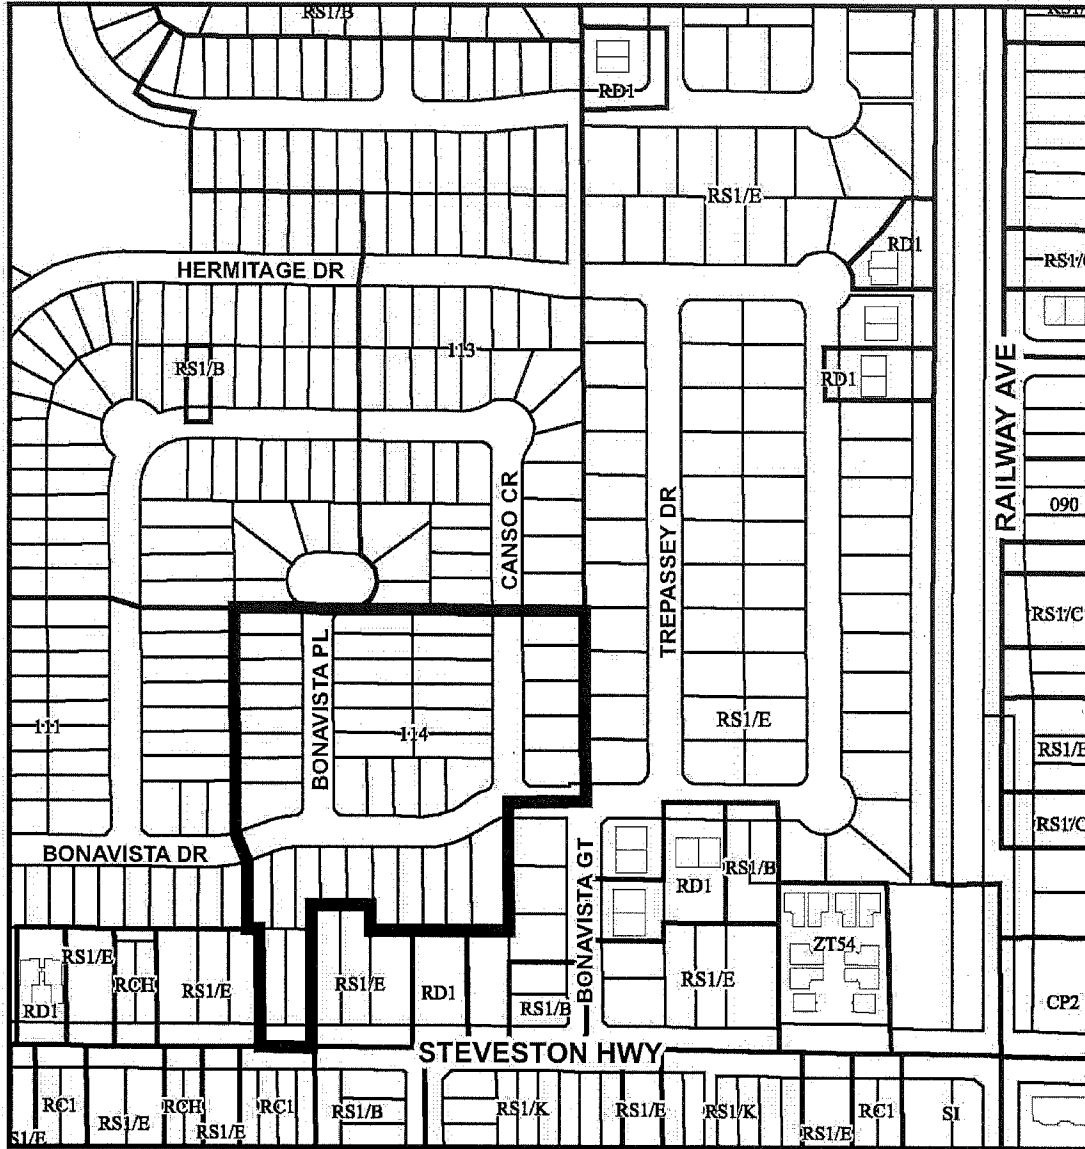 RS1/B
RD1
RS1/E
RD1
HERMITAGE DR
113
RS1/B
RD1
RAILWAY AVE
090
CANSO CR
TREPASSEY DR
RS1/C
BONAVISTA PL
111
114
RS1/E
RS1/C
BONAVISTA DR
BONAVISTA GT
RD1
RS1/B
ZT54
RS1/E
RCH
RS1/E
RS1/E
RD1
RD1
RS1/B
RS1/E
CP2
STEVESTON HWY
RC1
RS1/E
RCH
RS1/E
RC1
RS1/B
RS1/K
RS1/E
RS1/K
RS1/E
RC1
SI